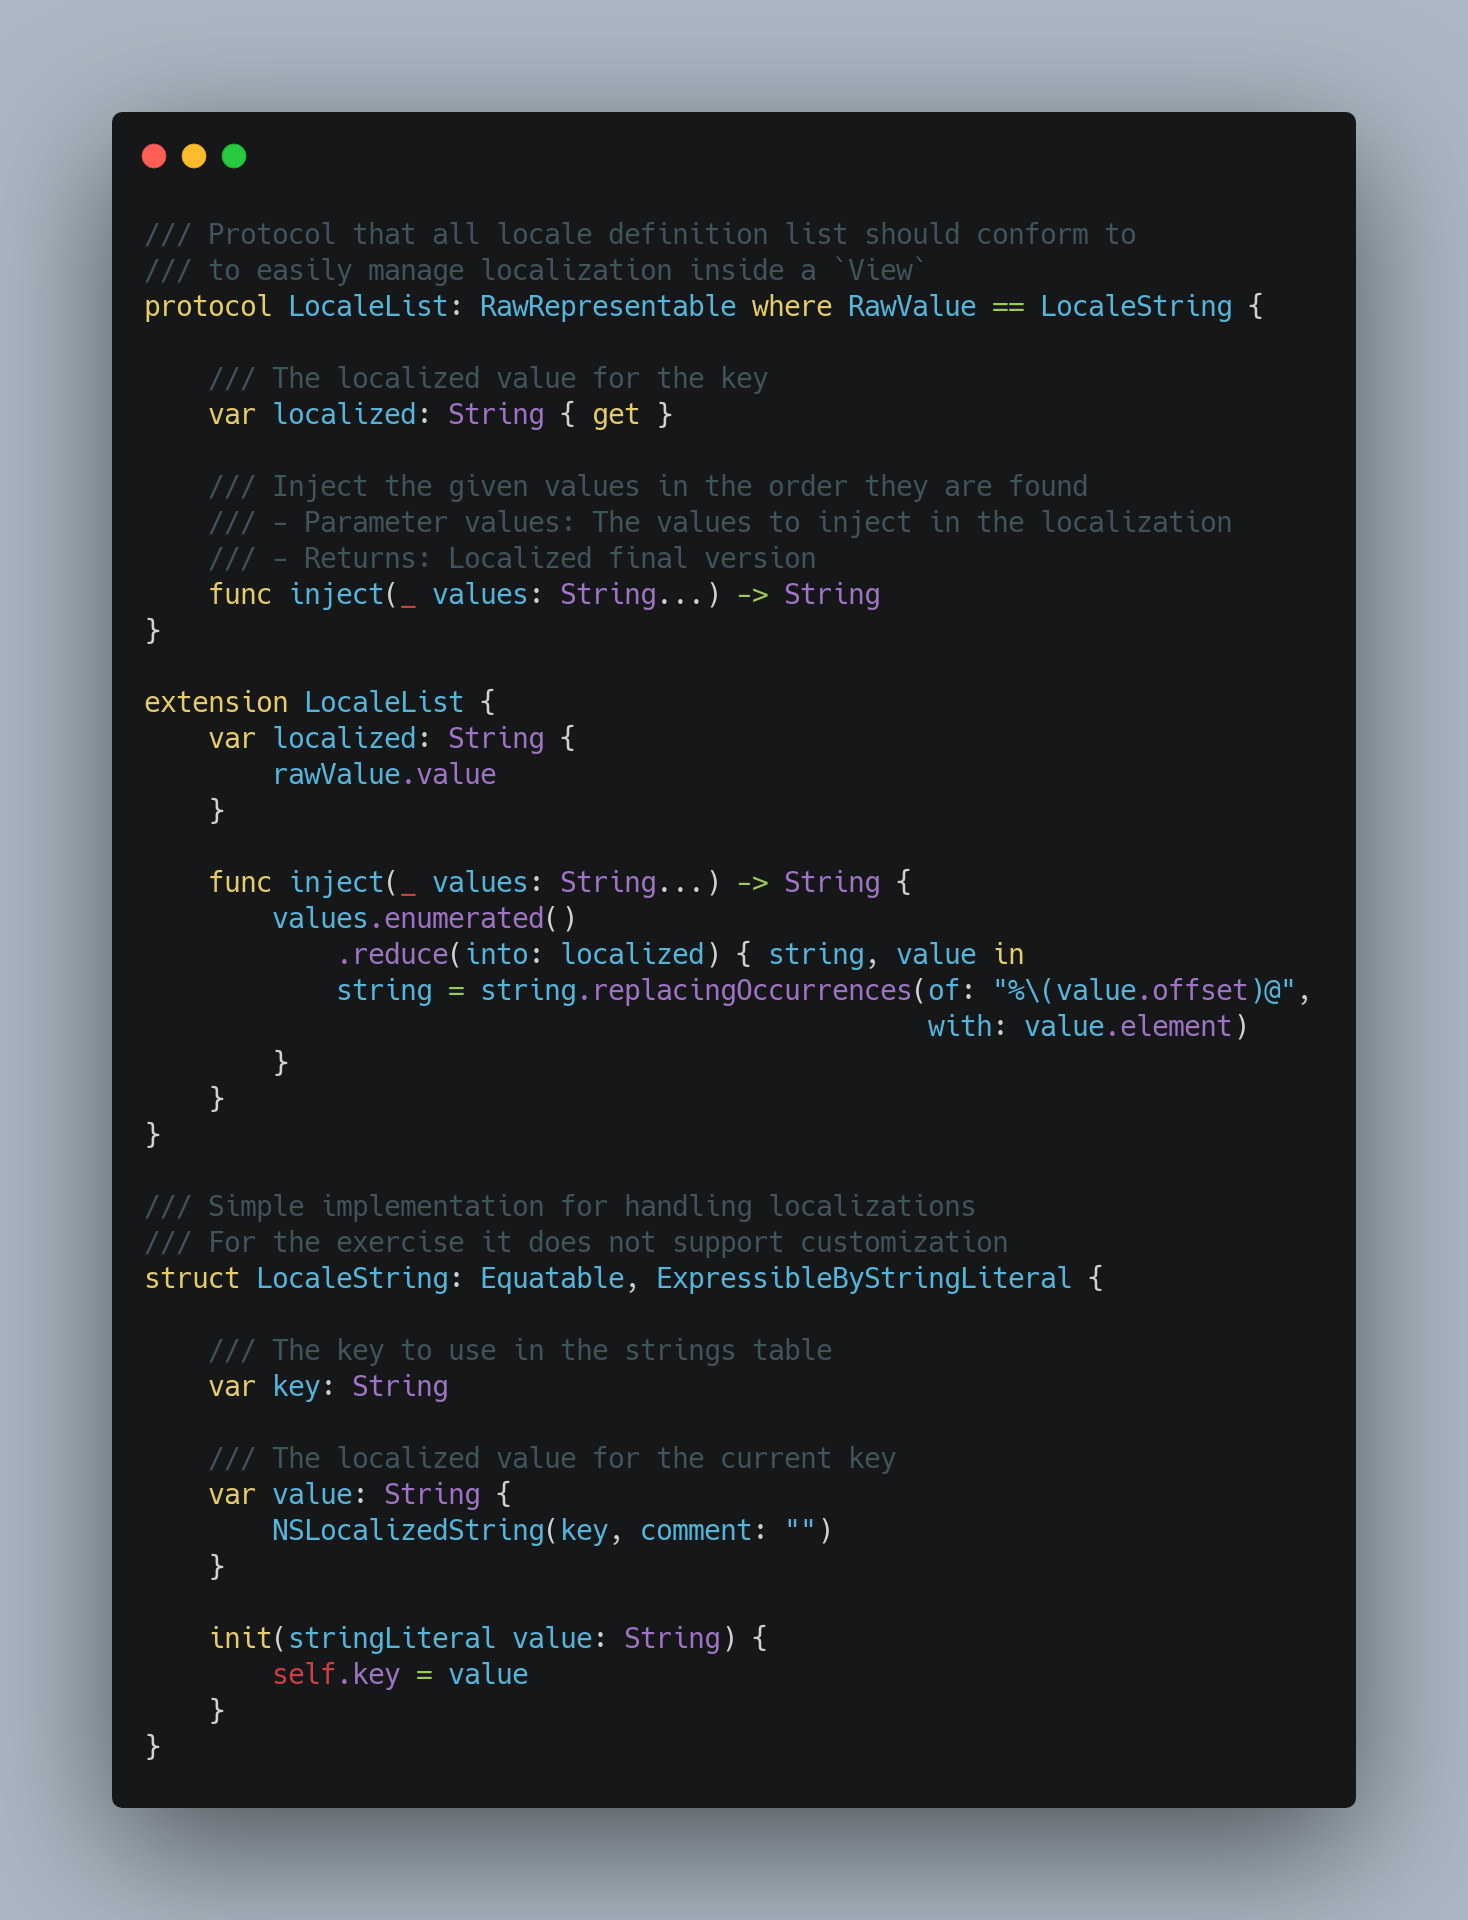 /// Protocol that all locale definition list should conform to
/// to easily manage localization inside a `View`
protocol LocaleList: RawRepresentable where RawValue == LocaleString {
/// The localized value for the key
var localized: String { get }
/// Inject the given values in the order they are found
/// - Parameter values: The values to inject in the localization
/// - Returns: Localized final version
func inject(_ values: String...) -> String
}
extension LocaleList {
var localized: String {
rawValue.value
}
func inject(_ values: String...) -> String {
values.enumerated()
.reduce(into: localized) { string, value in
string = string.replacingOccurrences(of: "%\(value.offset)@",
with: value.element)
}
}
}
/// Simple implementation for handling localizations
/// For the exercise it does not support customization
struct LocaleString: Equatable, ExpressibleByStringLiteral {
/// The key to use in the strings table
var key: String
/// The localized value for the current key
var value: String {
NSLocalizedString(key, comment: "")
}
init(stringLiteral value: String) {
self.key = value
}
}